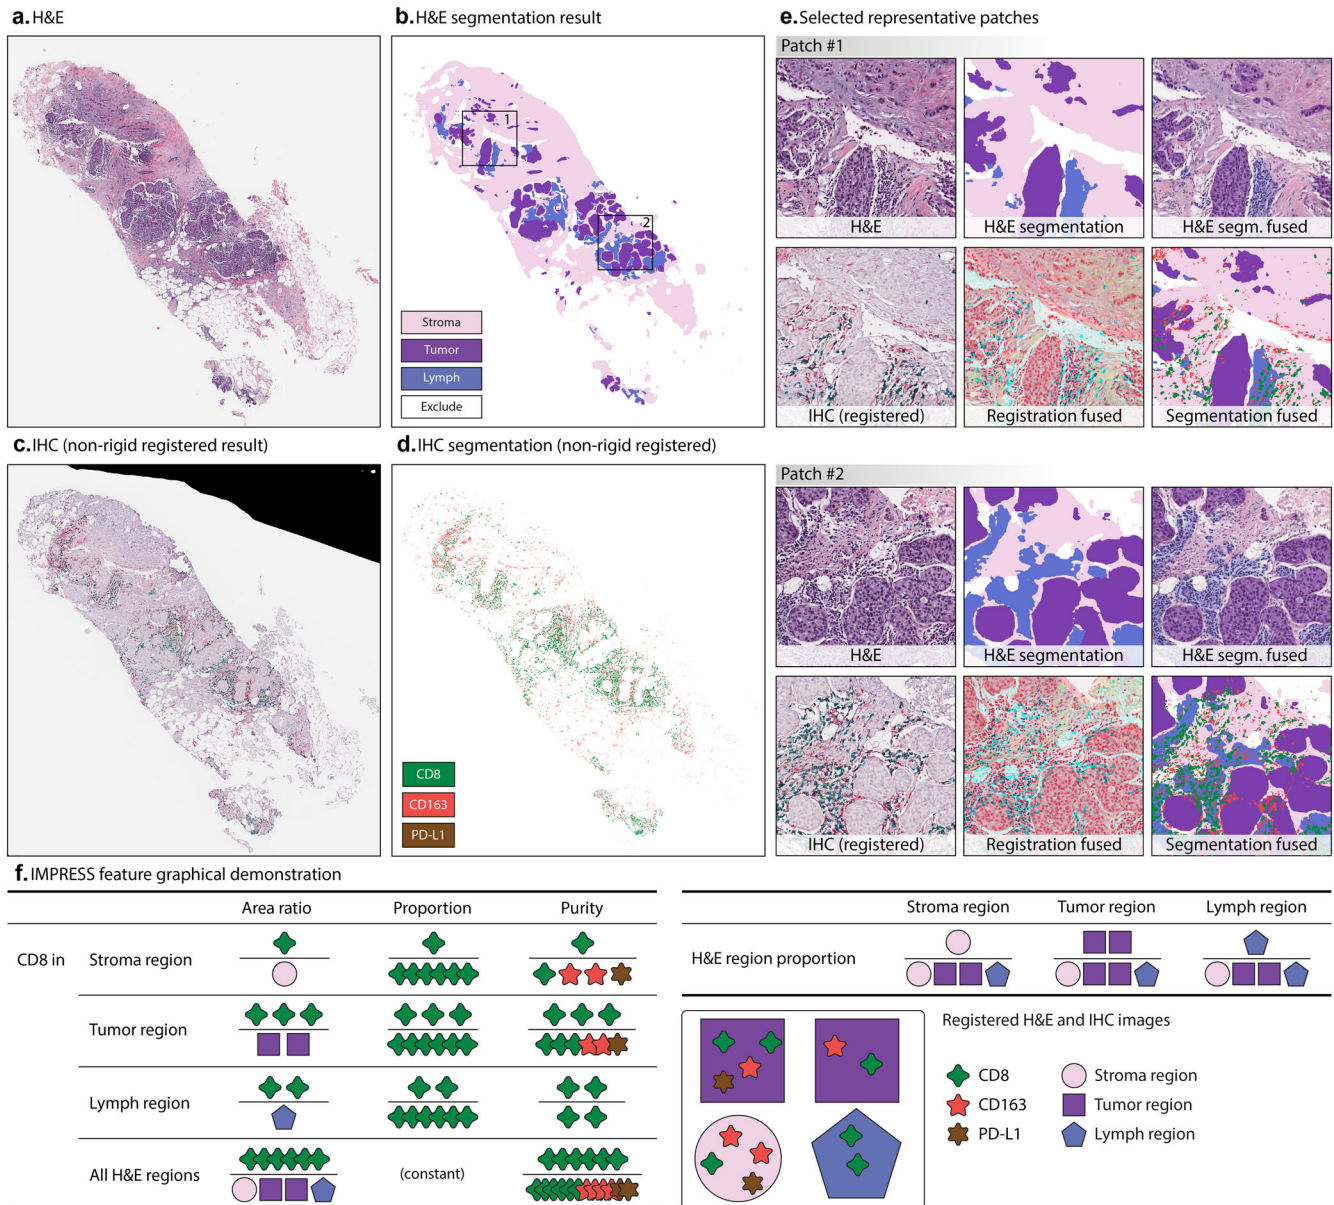 a. H&E
b. H&E segmentation result
1
2
Stroma
Tumor
Lymph
Exclude
c. IHC (non-rigid registered result)
d. IHC segmentation (non-rigid registered)
CD8
CD163
PD-L1
e. Selected representative patches
Patch #1
H&E
H&E segmentation
H&E segm. fused
IHC (registered)
Registration fused
Segmentation fused
Patch #2
H&E
H&E segmentation
H&E segm. fused
IHC (registered)
Registration fused
Segmentation fused
f. IMPRESS feature graphical demonstration
Area ratio
Proportion
Purity
CD8 in
Stroma region
Tumor region
Lymph region
All H&E regions
(constant)
Stroma region
Tumor region
Lymph region
H&E region proportion
Registered H&E and IHC images
CD8
Stroma region
CD163
Tumor region
PD-L1
Lymph region